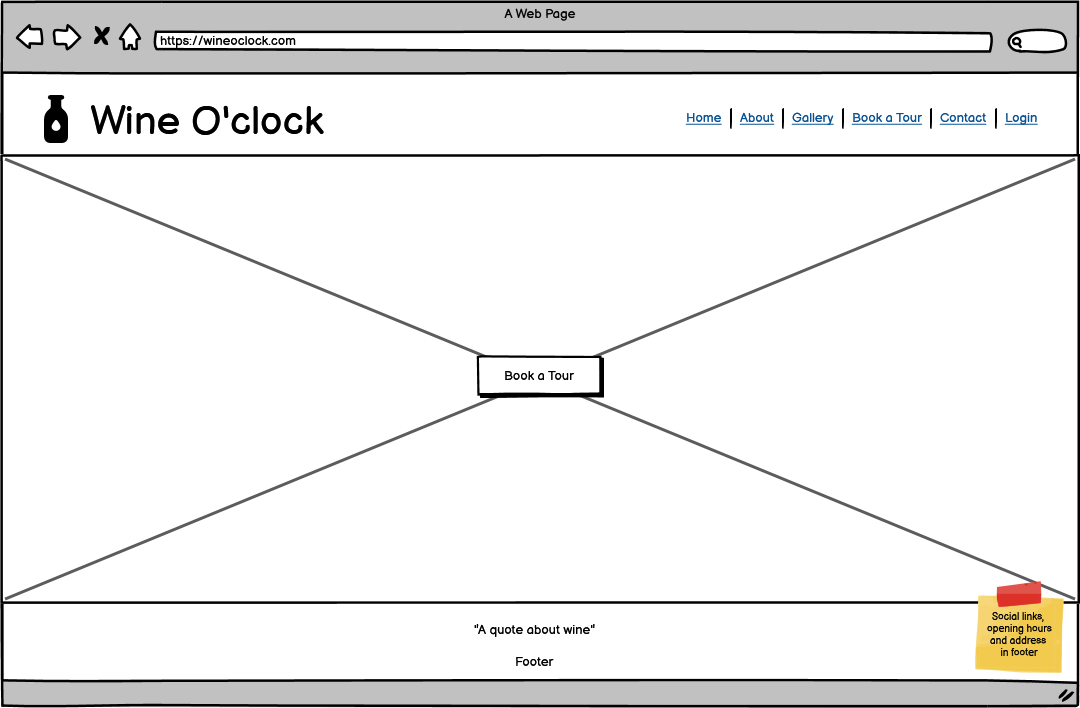 A Web Page
https://wineoclock.com
Wine O'clock
Home | About | Gallery | Book a Tour | Contact | Login
Book a Tour
"A quote about wine"
Footer
Social links,
opening hours
and address
in footer